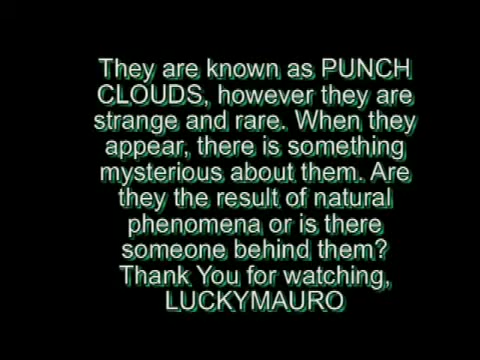 They are known as PUNCH
CLOUDS, however they are
strange and rare. When they
appear, there is something
mysterious about them. Are
they the result of natural
phenomena or is there
someone behind them?
Thank You for watching,
LUCKYMAURO